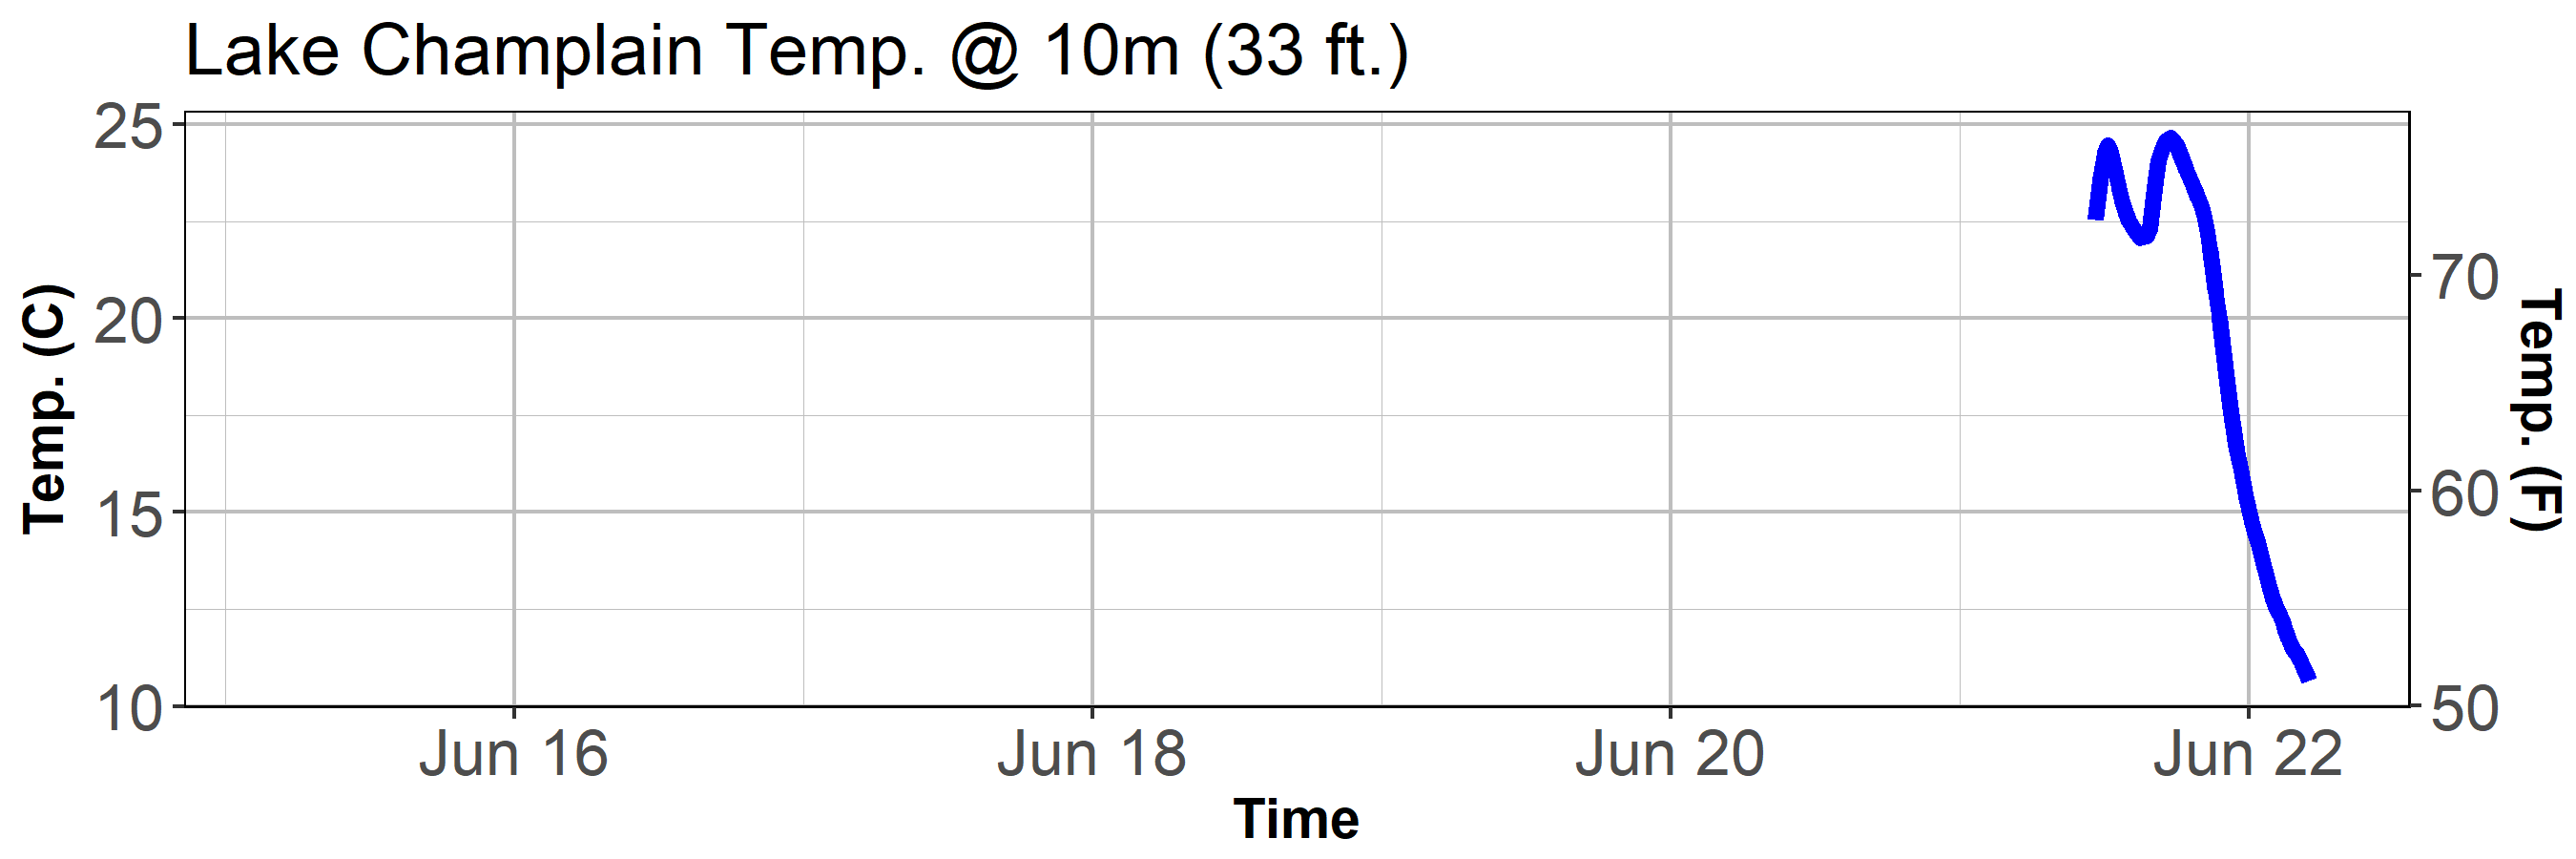 Lake Champlain Temp. @ 10m (33 ft.)
25
20
15
10
Temp. (C)
70
60
50
Temp. (F)
Jun 16 Jun 18 Jun 20 Jun 22
Time